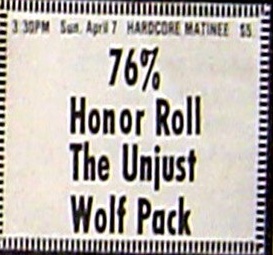 3:30PM Sun. April 7 HARDCORE MATINEE $5
76%
Honor Roll
The Unjust
Wolf Pack